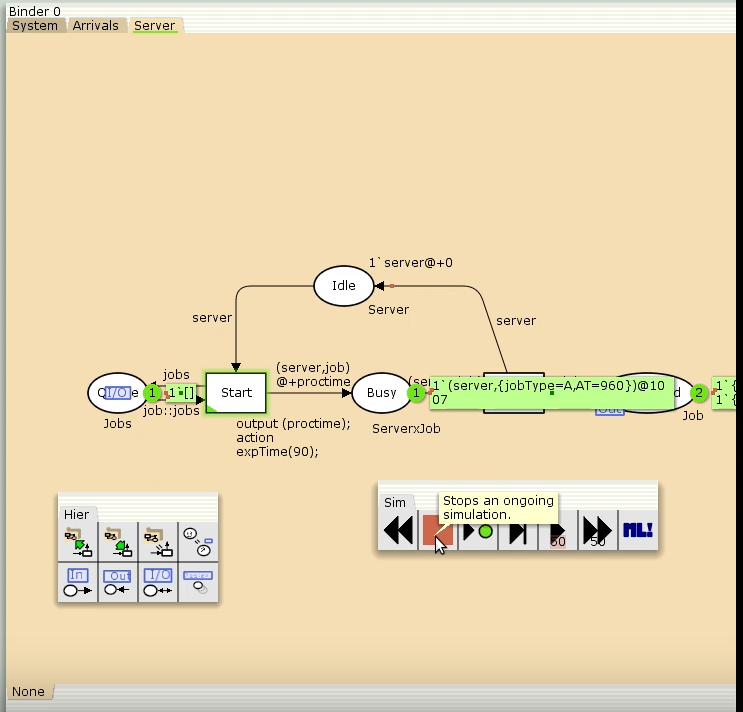 Binder 0
System Arrivals Server
1`server@+0
Idle
Server
server
server
jobs
(server,job)
@+proctime
I/O
e
1
1`[]
Start
Busy
1
1`(server,{jobType=A,AT=960})@10
07
d
2
1`{
1`{
Out
Jobs
job::jobs
ServerxJob
Job
output (proctime);
action
expTime(90);
Hier
In
Out
I/O
Sim
Stops an ongoing
simulation.
50
50
ML!
None